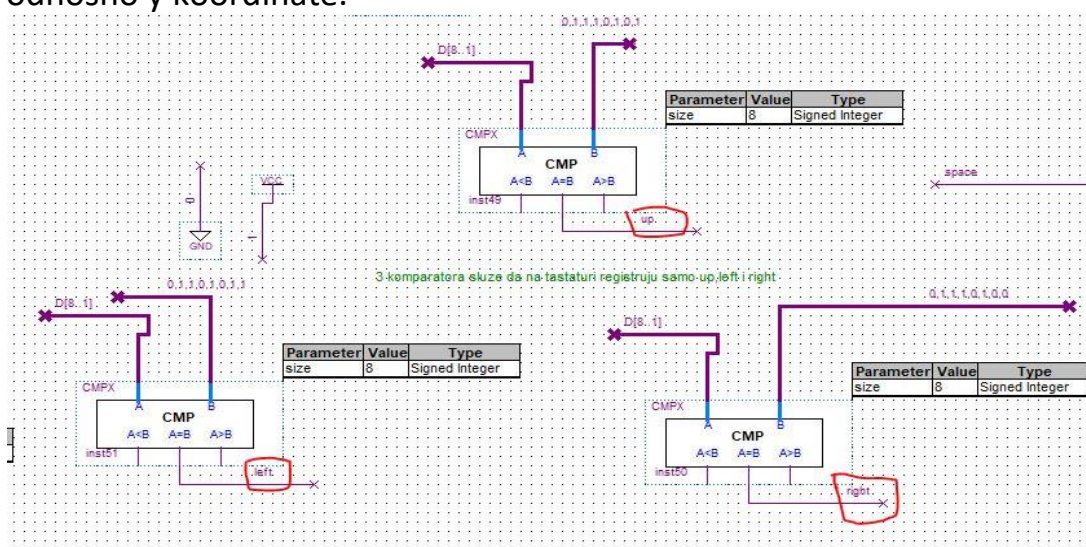 odnosno y koordinate.
0,1,1,1,0,1,0,1
D[8..1]
Parameter Value Type
size 8 Signed Integer
CMPX
A B
CMP
A<B A=B A>B
inst49
up
space
VCC
0
GND
1
3 komparatora sluze da na tastaturi registruju samo up,left i right
0,1,1,0,1,0,1,1
D[8..1]
Parameter Value Type
size 8 Signed Integer
CMPX
A B
CMP
A<B A=B A>B
inst51
left
0,1,1,1,0,1,0,0
D[8..1]
Parameter Value Type
size 8 Signed Integer
CMPX
A B
CMP
A<B A=B A>B
inst50
right